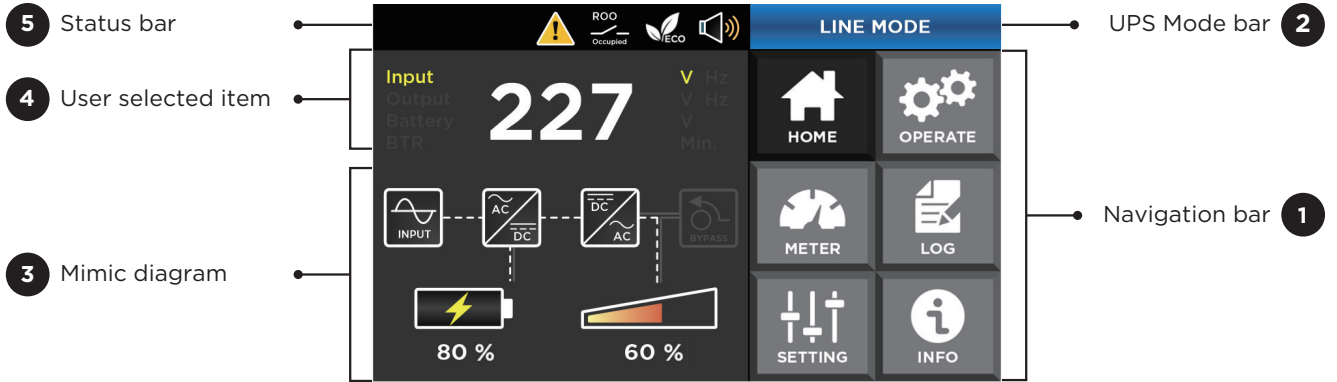 5 Status bar
ROO
Occupied
ECO
LINE MODE
UPS Mode bar 2
4 User selected item
Input
Output
Battery
BTR
227
V Hz
V Hz
V
Min.
HOME
OPERATE
3 Mimic diagram
INPUT
AC
DC
DC
AC
BYPASS
METER
LOG
Navigation bar 1
80 %
60 %
SETTING
INFO